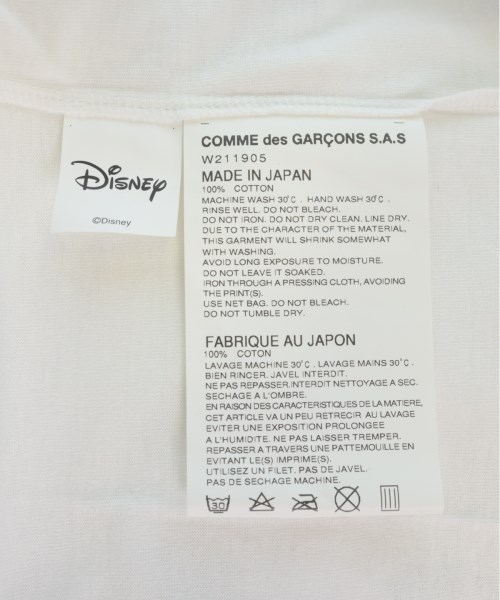 Disney
©Disney
COMME des GARÇONS S.A.S
W211905
MADE IN JAPAN
100% COTTON
MACHINE WASH 30℃ . HAND WASH 30℃ .
RINSE WELL. DO NOT BLEACH.
DO NOT IRON. DO NOT DRY CLEAN. LINE DRY.
DUE TO THE CHARACTER OF THE MATERIAL,
THIS GARMENT WILL SHRINK SOMEWHAT
WITH WASHING.
AVOID LONG EXPOSURE TO MOISTURE.
DO NOT LEAVE IT SOAKED.
IRON THROUGH A PRESSING CLOTH, AVOIDING
THE PRINT(S).
USE NET BAG. DO NOT BLEACH.
DO NOT TUMBLE DRY.
FABRIQUE AU JAPON
100% COTTON
LAVAGE MACHINE 30℃ . LAVAGE MAINS 30℃ .
BIEN RINCER. JAVEL INTERDIT.
NE PAS REPASSER.INTERDIT NETTOYAGE A SEC.
SECHAGE A L'OMBRE.
EN RAISON DES CARACTERISTIQUES DE LA MATIERE,
CET ARTICLE VA UN PEU RETRECIR AU LAVAGE
EVITER UNE EXPOSITION PROLONGEE
A L'HUMIDITE. NE PAS LAISSER TREMPER.
REPASSER A TRAVERS UNE PATTEMOUILLE EN
EVITANT LE(S) IMPRIME(S).
UTILISEZ UN FILET. PAS DE JAVEL.
PAS DE SECHAGE MACHINE.
30